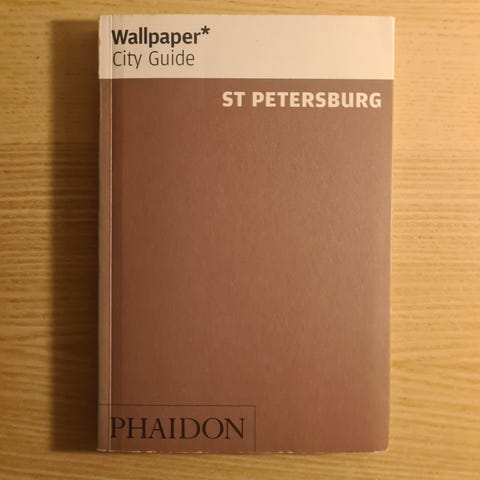 Wallpaper*
City Guide
ST PETERSBURG
PHAIDON